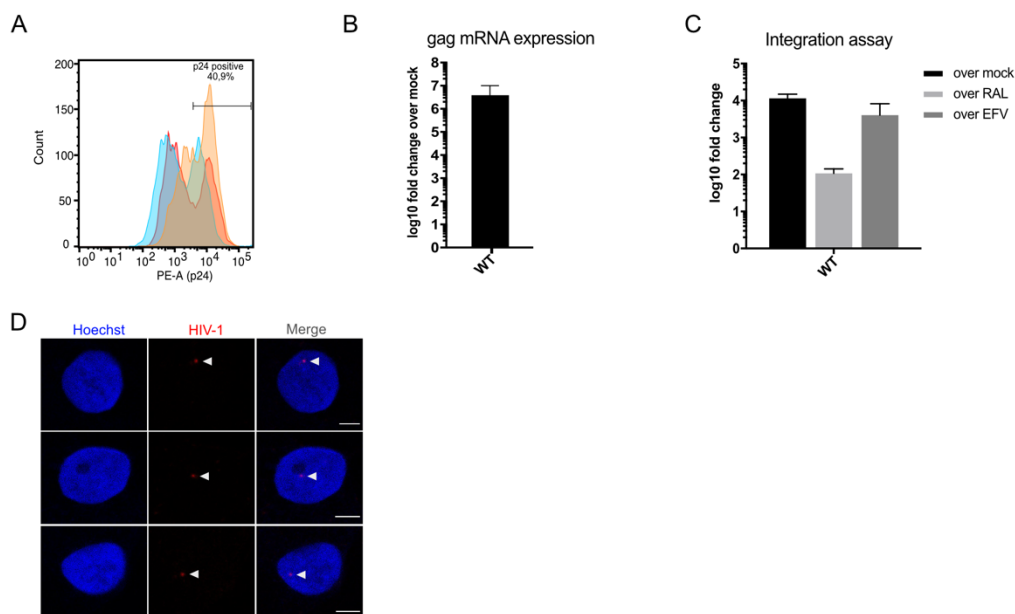 A
p24 positive
40,9%
200
150
100
50
0
Count
10^0 10^1 10^2 10^3 10^4 10^5
PE-A (p24)
B
gag mRNA expression
log10 fold change over mock
8
7
6
5
4
3
2
1
0
WT
C
Integration assay
log10 fold change
5
4
3
2
1
0
WT
over mock
over RAL
over EFV
D
Hoechst HIV-1 Merge